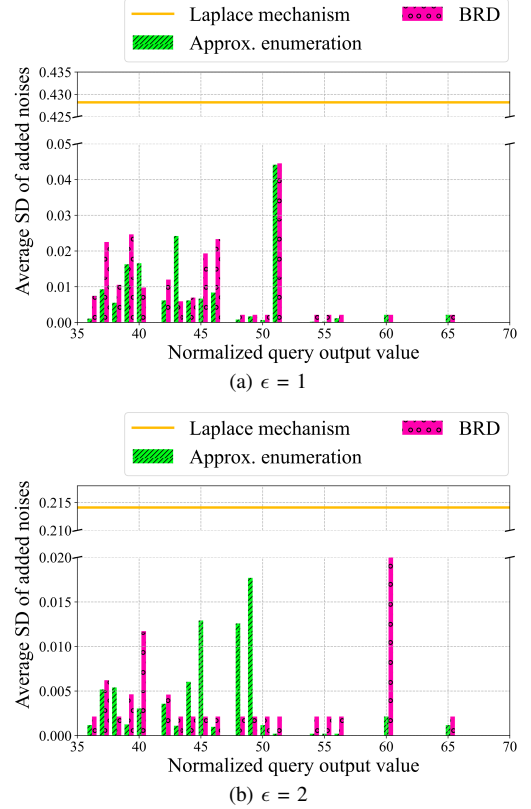 Laplace mechanism
BRD
Approx. enumeration
0.435
0.430
0.425
0.05
0.04
0.03
0.02
0.01
0.00
Average SD of added noises
35 40 45 50 55 60 65 70
Normalized query output value
(a) ϵ = 1
Laplace mechanism
BRD
Approx. enumeration
0.215
0.210
0.020
0.015
0.010
0.005
0.000
Average SD of added noises
35 40 45 50 55 60 65 70
Normalized query output value
(b) ϵ = 2